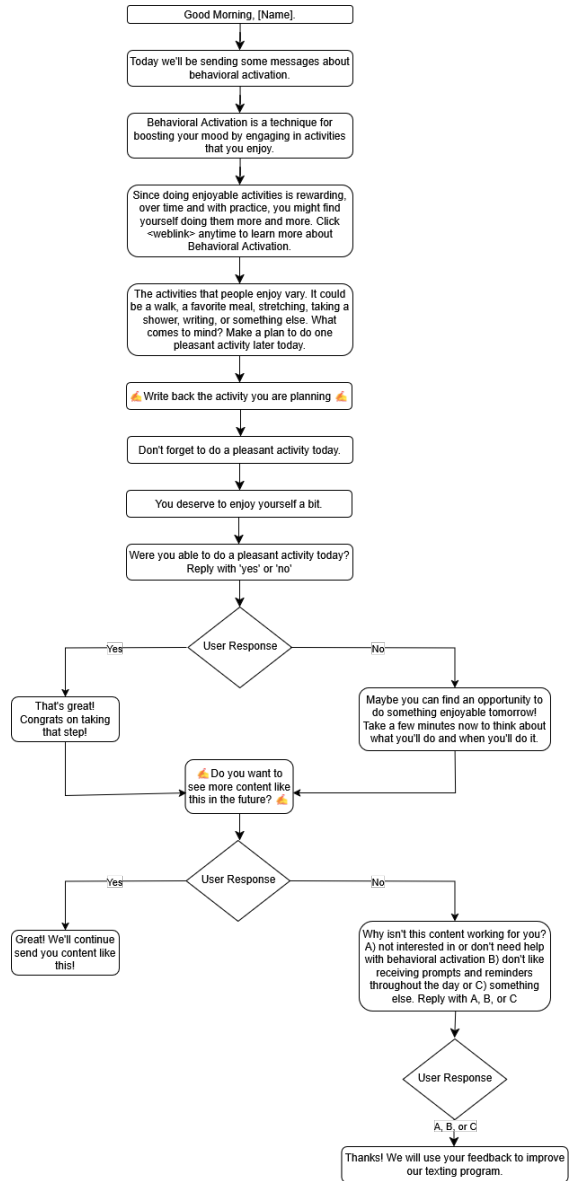 Good Morning, [Name].
Today we'll be sending some messages about
behavioral activation.
Behavioral Activation is a technique for
boosting your mood by engaging in activities
that you enjoy.
Since doing enjoyable activities is rewarding,
over time and with practice, you might find
yourself doing them more and more. Click
<weblink> anytime to learn more about
Behavioral Activation.
The activities that people enjoy vary. It could
be a walk, a favorite meal, stretching, taking a
shower, writing, or something else. What
comes to mind? Make a plan to do one
pleasant activity later today.
✍Write back the activity you are planning ✍
Don't forget to do a pleasant activity today.
You deserve to enjoy yourself a bit.
Were you able to do a pleasant activity today?
Reply with 'yes' or 'no'
User Response
Yes
No
That's great!
Congrats on taking
that step!
Maybe you can find an opportunity to
do something enjoyable tomorrow!
Take a few minutes now to think about
what you'll do and when you'll do it.
✍Do you want to
see more content like
this in the future? ✍
User Response
Yes
No
Great! We'll continue
send you content like
this!
Why isn't this content working for you?
A) not interested in or don't need help
with behavioral activation B) don't like
receiving prompts and reminders
throughout the day or C) something
else. Reply with A, B, or C
User Response
A, B, or C
Thanks! We will use your feedback to improve
our texting program.